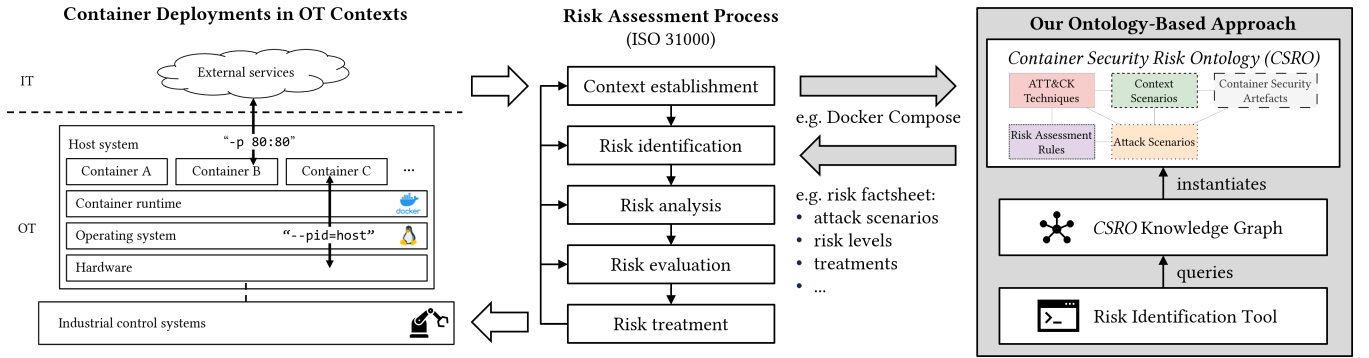 Container Deployments in OT Contexts
IT
External services
OT
Host system
“-p 80:80”
Container A
Container B
Container C
...
Container runtime
docker
Operating system
“--pid=host”
Hardware
Industrial control systems
Risk Assessment Process
(ISO 31000)
Context establishment
Risk identification
Risk analysis
Risk evaluation
Risk treatment
e.g. Docker Compose
e.g. risk factsheet:
• attack scenarios
• risk levels
• treatments
• ...
Our Ontology-Based Approach
Container Security Risk Ontology (CSRO)
ATT&CK
Techniques
Context
Scenarios
Container Security
Artefacts
Risk Assessment
Rules
Attack Scenarios
instantiates
CSRO Knowledge Graph
queries
Risk Identification Tool